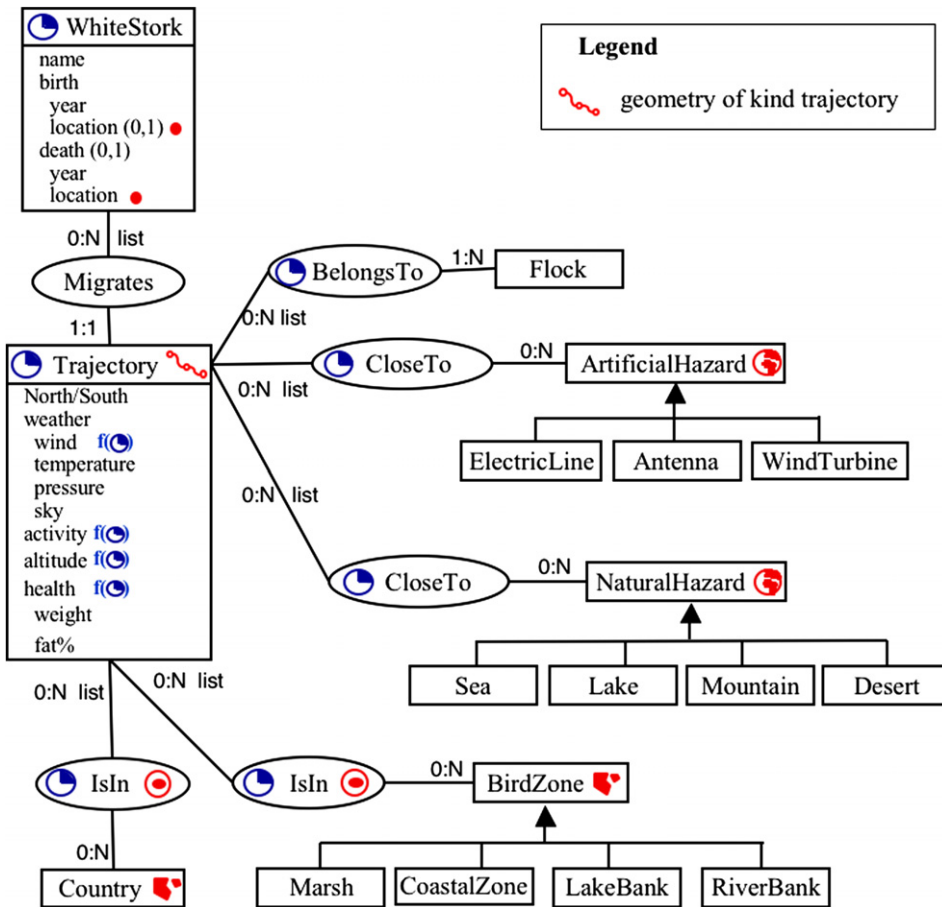 WhiteStork
name
birth
year
location (0,1)
death (0,1)
year
location
Legend
geometry of kind trajectory
0:N list
Migrates
1:1
BelongsTo
1:N
Flock
0:N list
Trajectory
North/South
weather
wind f( )
temperature
pressure
sky
activity f( )
altitude f( )
health f( )
weight
fat%
CloseTo
0:N
ArtificialHazard
0:N list
ElectricLine
Antenna
WindTurbine
0:N list
CloseTo
0:N
NaturalHazard
Sea
Lake
Mountain
Desert
0:N list
0:N list
IsIn
IsIn
0:N
BirdZone
0:N
Country
Marsh
CoastalZone
LakeBank
RiverBank